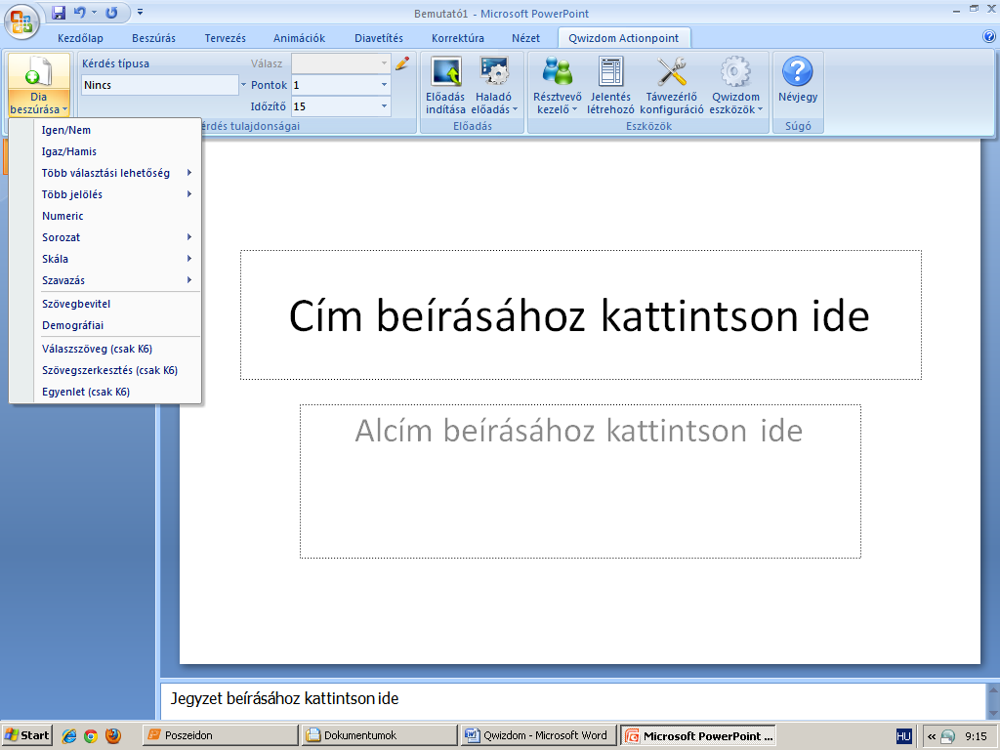 Bemutató1 - Microsoft PowerPoint
Kezdőlap Beszúrás Tervezés Animációk Diavetítés Korrektúra Nézet Qwizdom Actionpoint
Dia beszúrása
Kérdés típusa
Nincs
Válasz
Pontok 1
Időzítő 15
érdés tulajdonságai
Előadás indítása
Haladó előadás
Előadás
Résztvevő kezelő
Jelentés létrehozó
Távvezérlő konfiguráció
Qwizdom eszközök
Eszközök
Névjegy
Súgó
Igen/Nem
Igaz/Hamis
Több választási lehetőség
Több jelölés
Numeric
Sorozat
Skála
Szavazás
Szövegbevitel
Demográfiai
Válaszszöveg (csak K6)
Szövegszerkesztés (csak K6)
Egyenlet (csak K6)
Cím beírásához kattintson ide
Alcím beírásához kattintson ide
Jegyzet beírásához kattintson ide
Start Poszeidon Dokumentumok Qwizdom - Microsoft Word Microsoft PowerPoint ... HU « 9:15